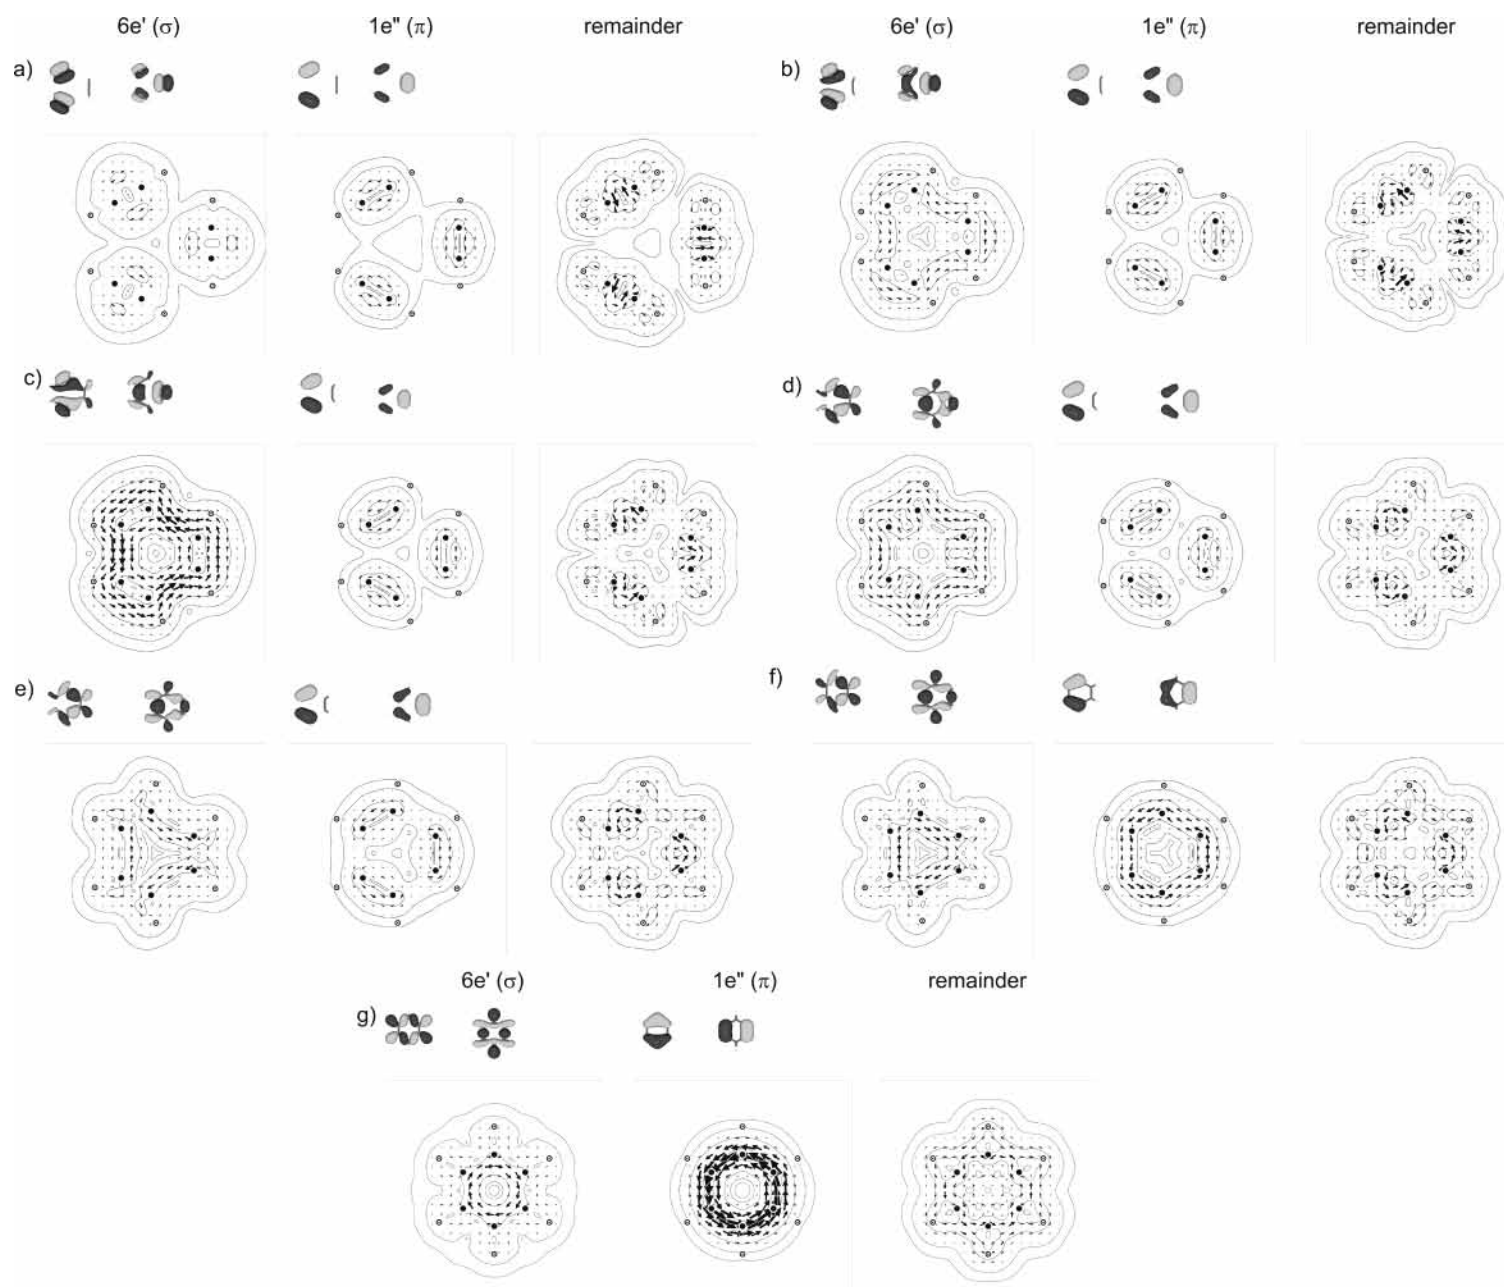 6e' (σ) 1e" (π) remainder 6e' (σ) 1e" (π) remainder
a) b)
c) d)
e) f)
6e' (σ) 1e" (π) remainder
g)